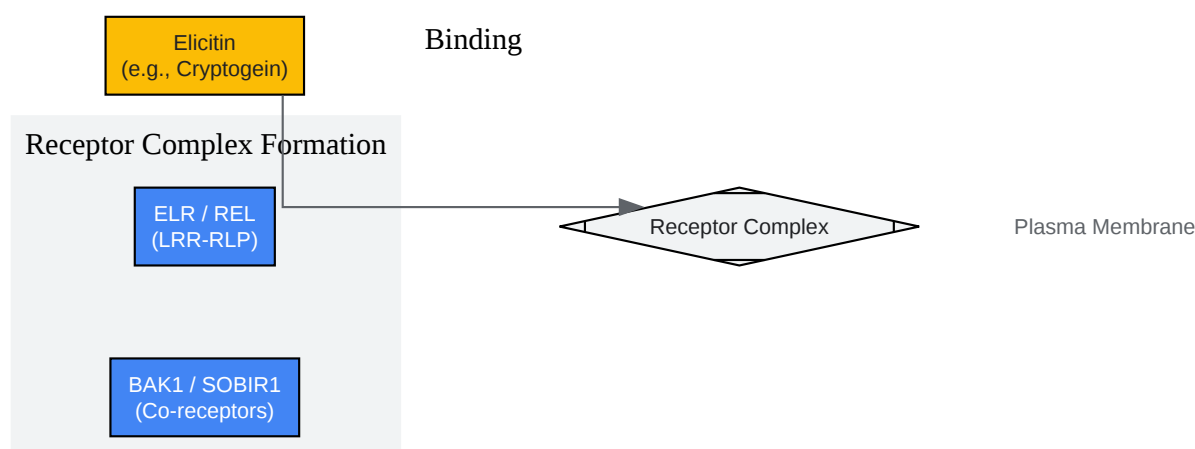 Elicitin
(e.g., Cryptogein)
Binding
Receptor Complex Formation
ELR / REL
(LRR-RLP)
Receptor Complex
Plasma Membrane
BAK1 / SOBIR1
(Co-receptors)